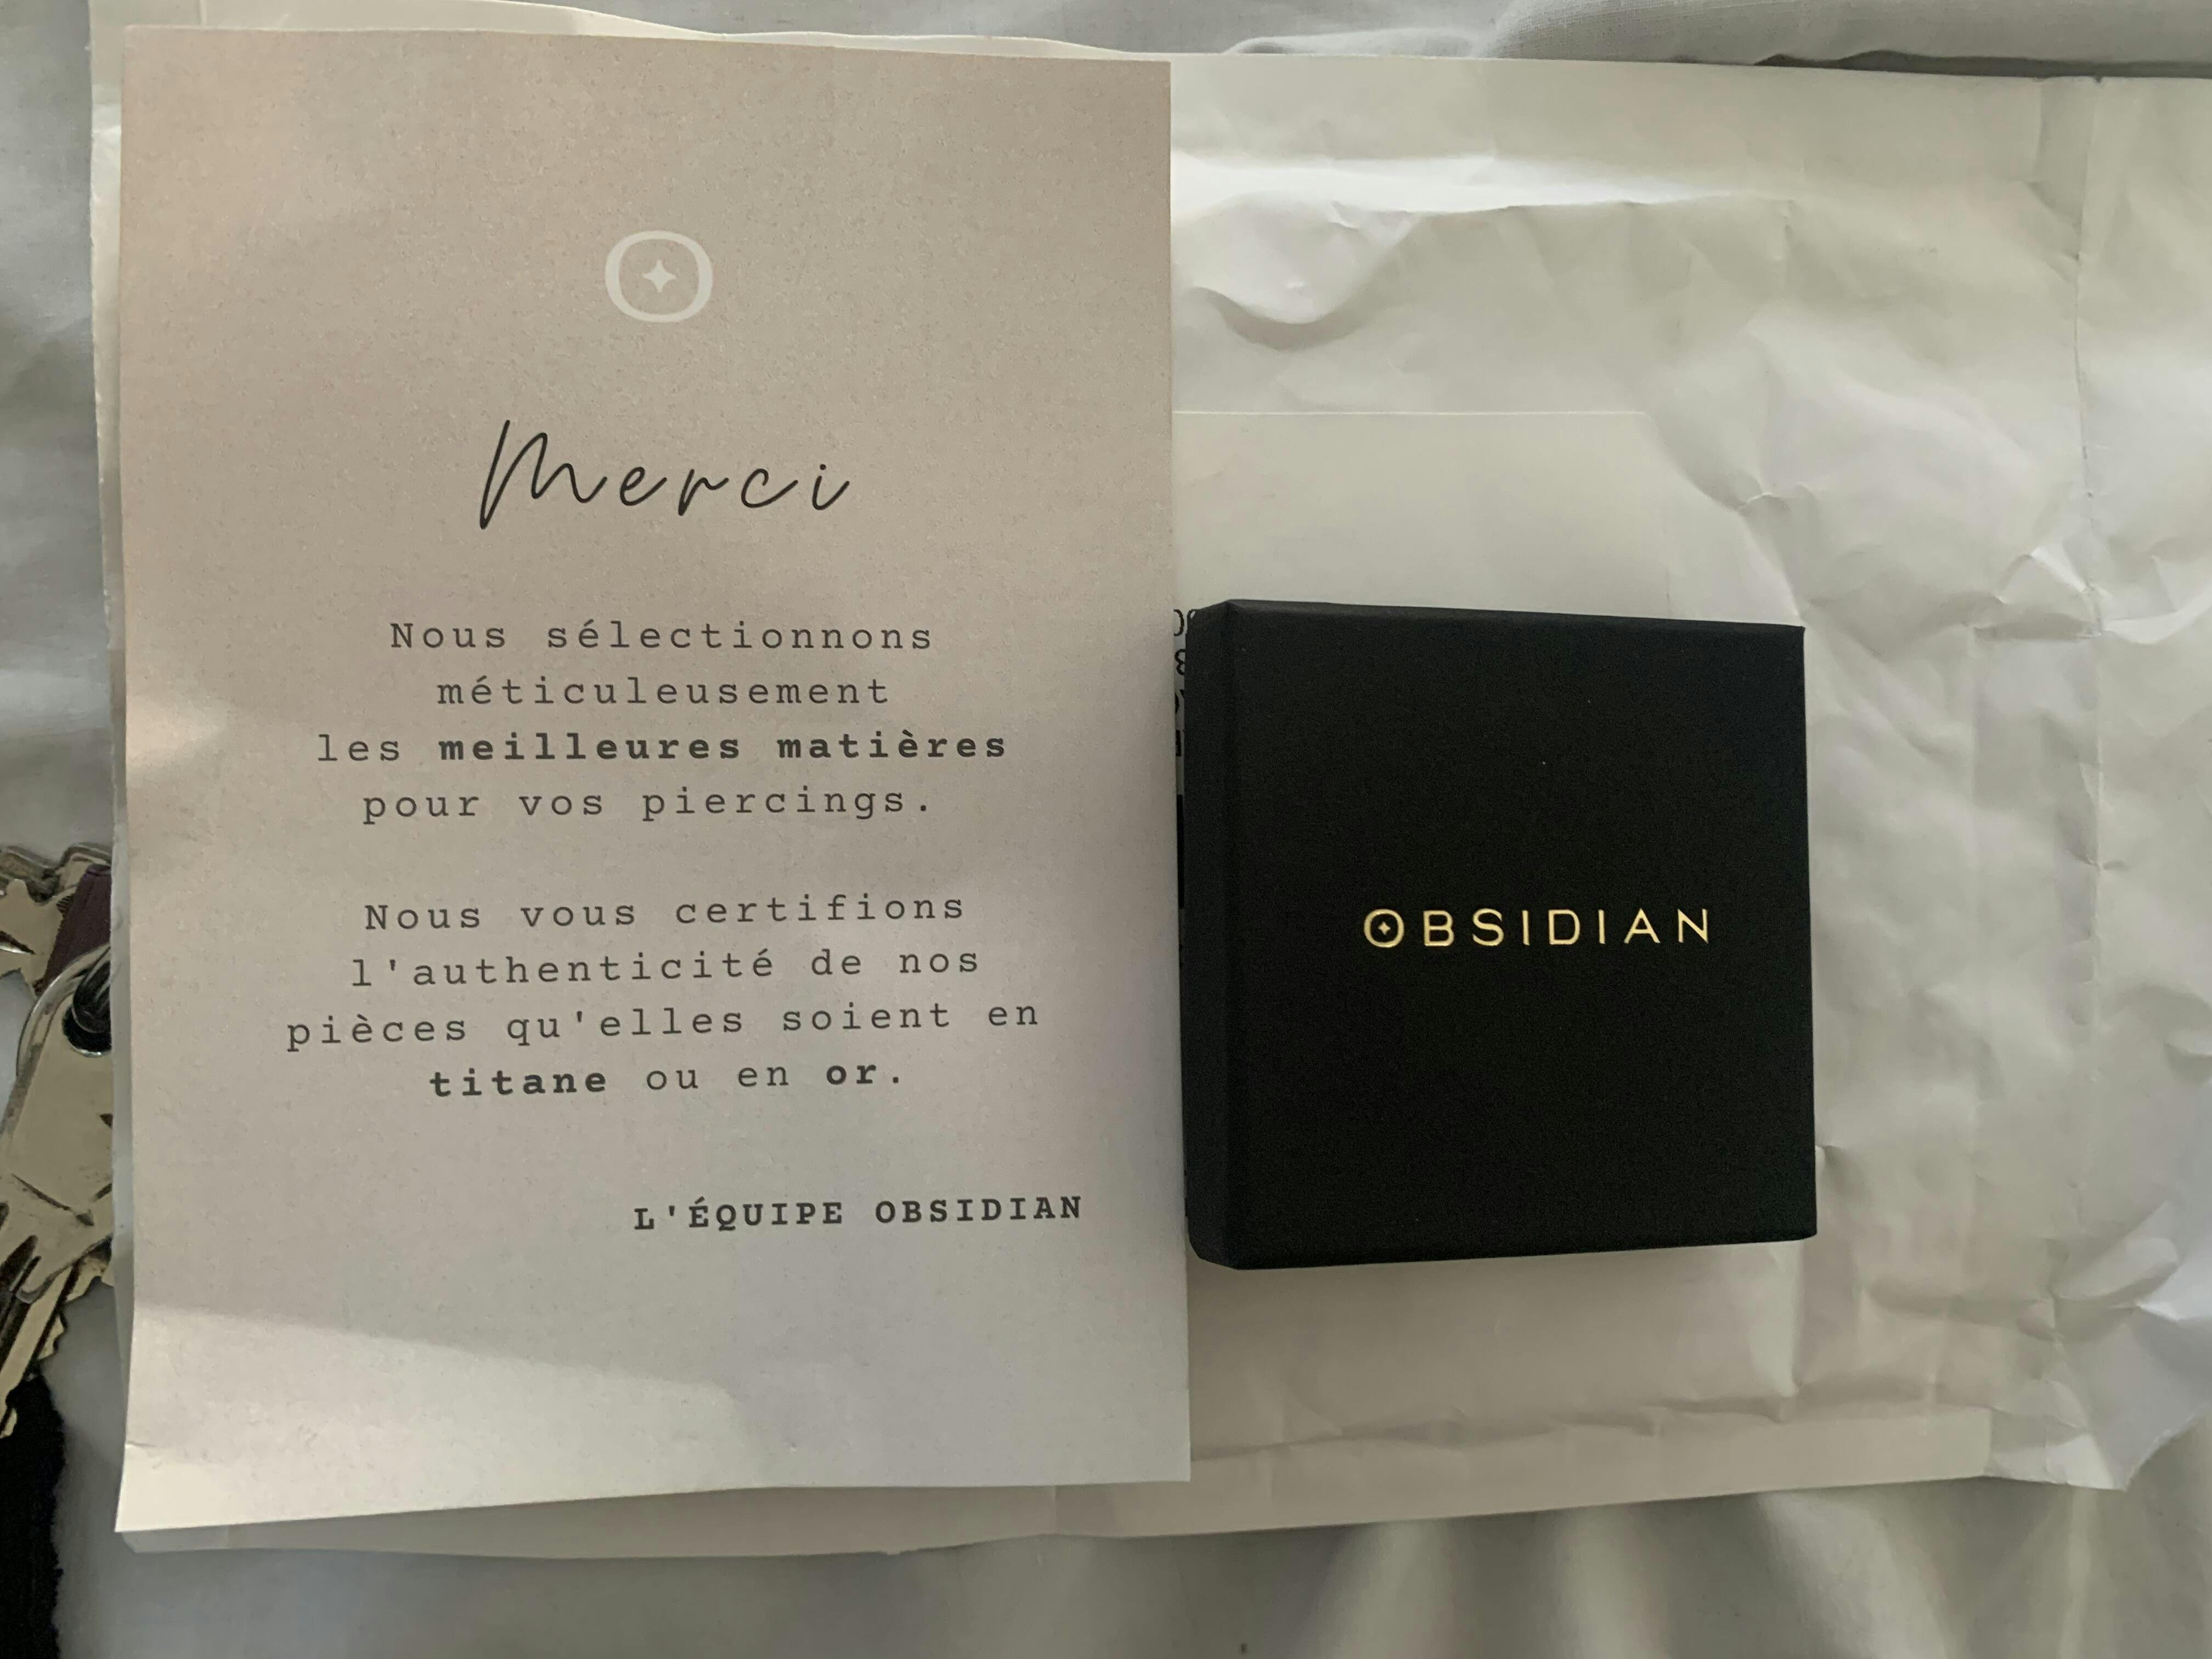 Merci
Nous sélectionnons
méticuleusement
les meilleures matières
pour vos piercings.
Nous vous certifions
l'authenticité de nos
pièces qu'elles soient en
titane ou en or.
L'ÉQUIPE OBSIDIAN
OBSIDIAN